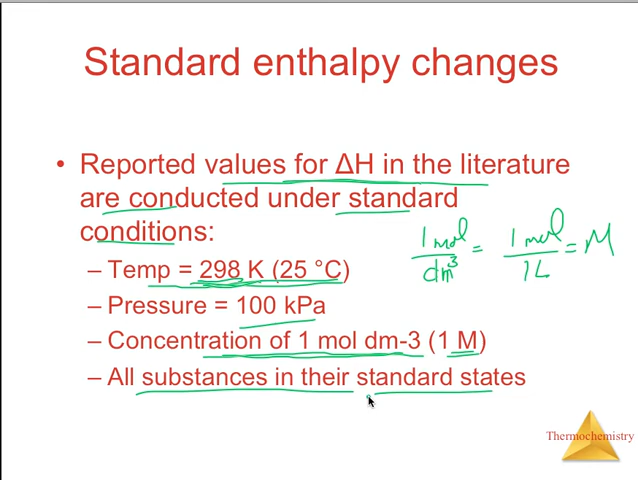 Standard enthalpy changes
• Reported values for ΔH in the literature
are conducted under standard
conditions:
– Temp = 298 K (25 °C)
– Pressure = 100 kPa
– Concentration of 1 mol dm-3 (1 M)
– All substances in their standard states
1 mol / dm³ = 1 mol / 1L = M
Thermochemistry